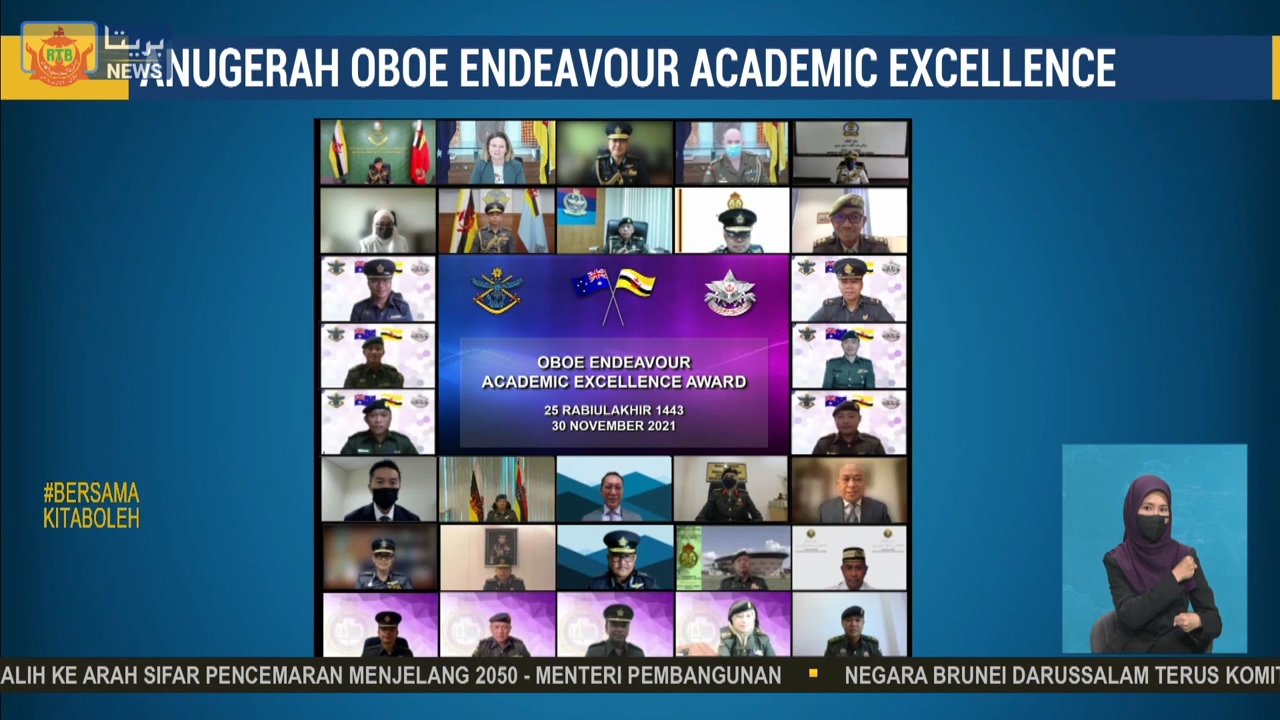 بريتا
RTB
NEWS
ANUGERAH OBOE ENDEAVOUR ACADEMIC EXCELLENCE
OBOE ENDEAVOUR
ACADEMIC EXCELLENCE AWARD
25 RABIULAKHIR 1443
30 NOVEMBER 2021
#BERSAMA
KITABOLEH
ALIH KE ARAH SIFAR PENCEMARAN MENJELANG 2050 - MENTERI PEMBANGUNAN NEGARA BRUNEI DARUSSALAM TERUS KOMIT